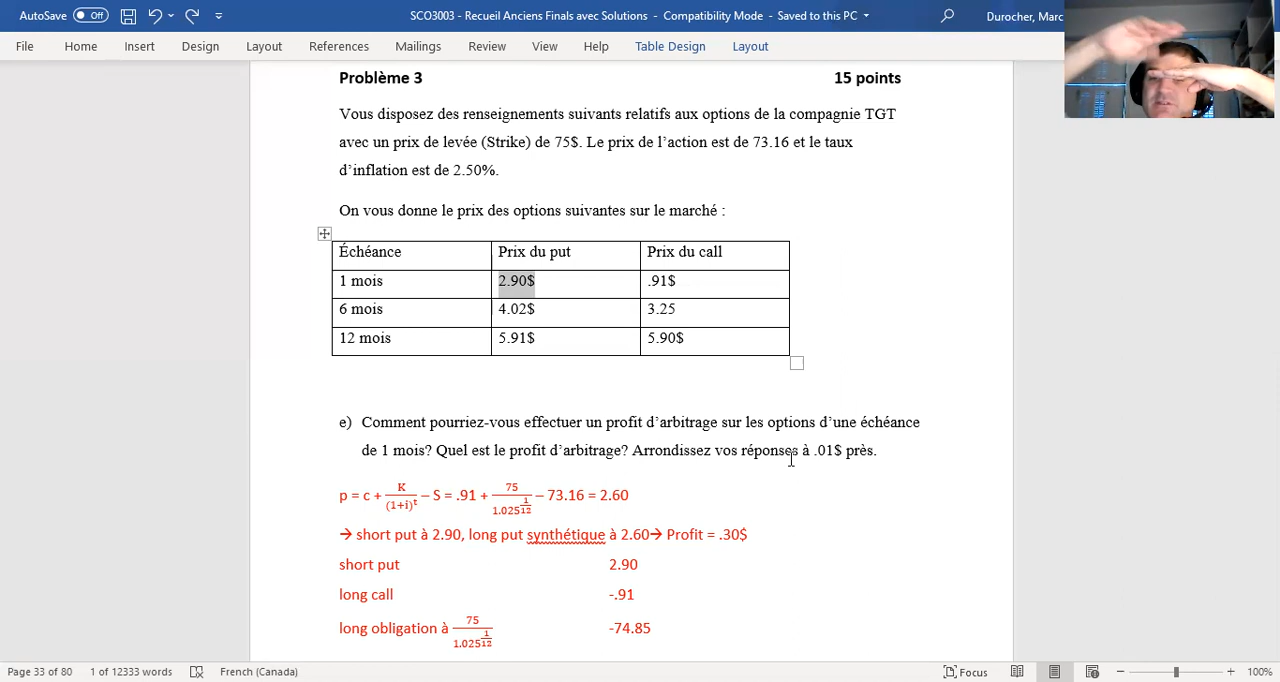 AutoSave Off SCO3003 - Recueil Anciens Finals avec Solutions - Compatibility Mode - Saved to this PC Durocher, Marc
File Home Insert Design Layout References Mailings Review View Help Table Design Layout
Problème 3 15 points
Vous disposez des renseignements suivants relatifs aux options de la compagnie TGT
avec un prix de levée (Strike) de 75$. Le prix de l’action est de 73.16 et le taux
d’inflation est de 2.50%.
On vous donne le prix des options suivantes sur le marché :
Échéance Prix du put Prix du call
1 mois 2.90$ .91$
6 mois 4.02$ 3.25
12 mois 5.91$ 5.90$
e) Comment pourriez-vous effectuer un profit d’arbitrage sur les options d’une échéance
de 1 mois? Quel est le profit d’arbitrage? Arrondissez vos réponses à .01$ près.
p = c + K/(1+i)^t – S = .91 + 75/1.025^(1/12) – 73.16 = 2.60
→ short put à 2.90, long put synthétique à 2.60→ Profit = .30$
short put 2.90
long call -.91
long obligation à 75/1.025^(1/12) -74.85
Page 33 of 80 1 of 12333 words French (Canada) Focus 100%